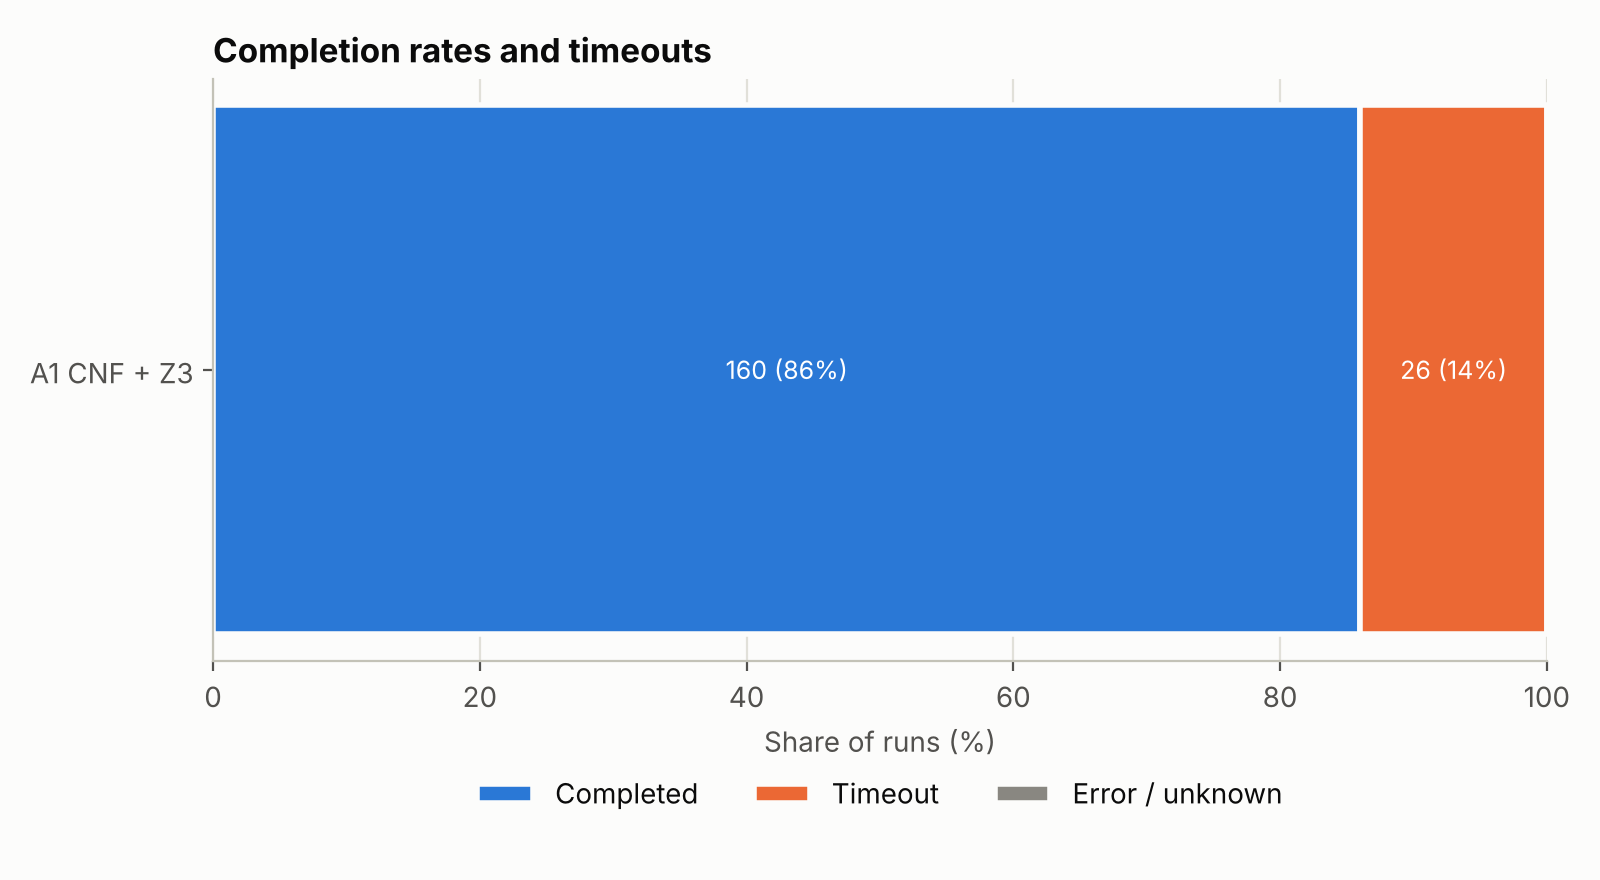 Completion rates and timeouts
A1 CNF + Z3
160 (86%)
26 (14%)
0 20 40 60 80 100
Share of runs (%)
Completed Timeout Error / unknown